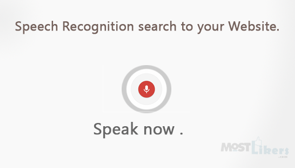 Speech Recognition search to your Website.
Speak now .
MOST Likers